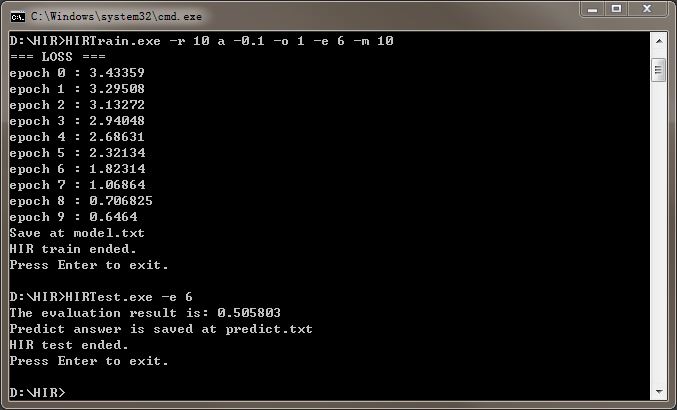 C:\Windows\system32\cmd.exe
D:\HIR>HIRTrain.exe -r 10 a -0.1 -o 1 -e 6 -m 10
=== LOSS ===
epoch 0 : 3.43359
epoch 1 : 3.29508
epoch 2 : 3.13272
epoch 3 : 2.94048
epoch 4 : 2.68631
epoch 5 : 2.32134
epoch 6 : 1.82314
epoch 7 : 1.06864
epoch 8 : 0.706825
epoch 9 : 0.6464
Save at model.txt
HIR train ended.
Press Enter to exit.
D:\HIR>HIRTest.exe -e 6
The evaluation result is: 0.505803
Predict answer is saved at predict.txt
HIR test ended.
Press Enter to exit.
D:\HIR>